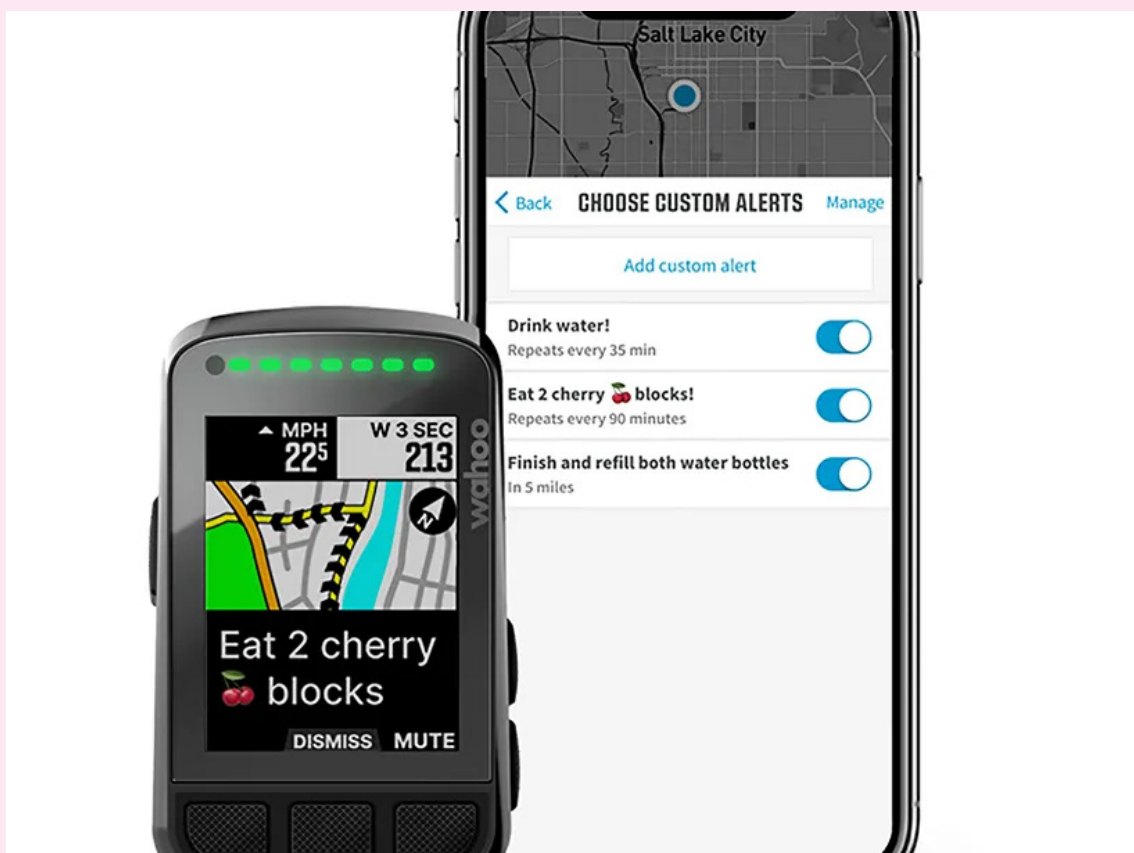 Salt Lake City
Back CHOOSE CUSTOM ALERTS Manage
Add custom alert
Drink water!
Repeats every 35 min
Eat 2 cherry 🍒 blocks!
Repeats every 90 minutes
Finish and refill both water bottles
In 5 miles
MPH W 3 SEC
22⁵ 213
N
Eat 2 cherry
🍒 blocks
DISMISS MUTE
wahoo